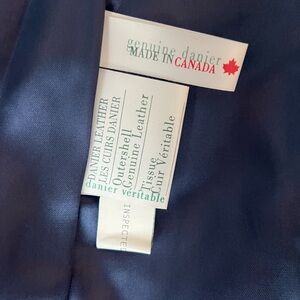 genuine danier
MADE IN CANADA
DANIER LEATHER
LES CUIRS DANIER
Outershell
Genuine Leather
Tissue
Cuir Véritable
danier véritable
INSPECTED